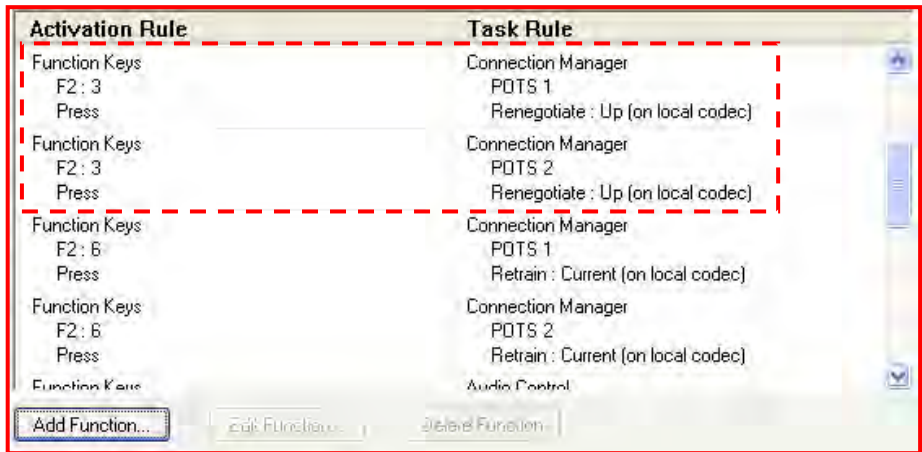 Activation Rule Task Rule
Function Keys Connection Manager
F2 : 3 POTS 1
Press Renegotiate : Up (on local codec)
Function Keys Connection Manager
F2 : 3 POTS 2
Press Renegotiate : Up (on local codec)
Function Keys Connection Manager
F2 : 6 POTS 1
Press Retrain : Current (on local codec)
Function Keys Connection Manager
F2 : 6 POTS 2
Press Retrain : Current (on local codec)
Function Keys Audio Control
Add Function... Edit Function... Delete Function